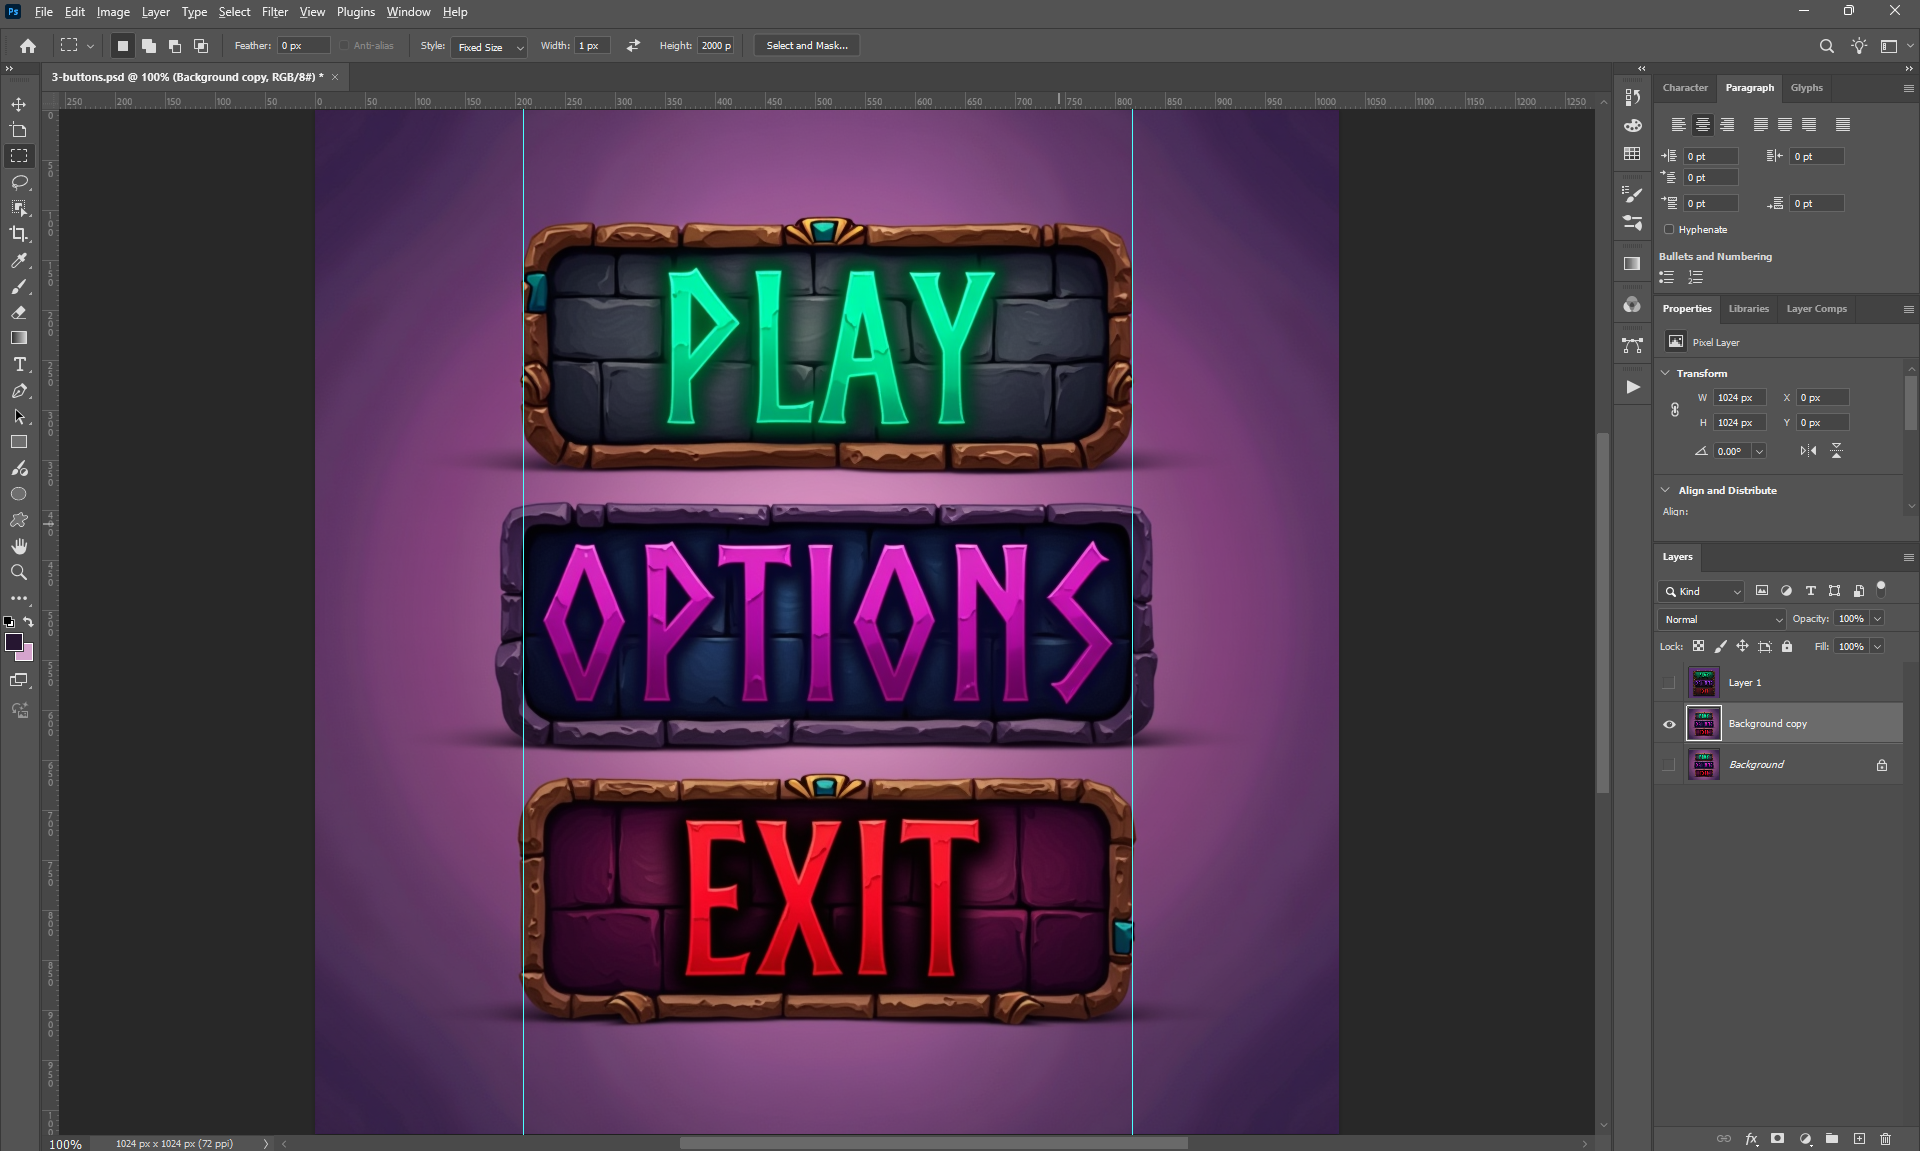 Ps File Edit Image Layer Type Select Filter View Plugins Window Help
Feather: 0 px Anti-alias Style: Fixed Size Width: 1 px Height: 2000 p Select and Mask...
3-buttons.psd @ 100% (Background copy, RGB/8#) * ×
250 200 150 100 50 0 50 100 150 200 250 300 350 400 450 500 550 600 650 700 750 800 850 900 950 1000 1050 1100 1150 1200 1250
PLAY
OPTIONS
EXIT
100% 1024 px x 1024 px (72 ppi)
Character Paragraph Glyphs
0 pt 0 pt
0 pt
0 pt 0 pt
Hyphenate
Bullets and Numbering
Properties Libraries Layer Comps
Pixel Layer
Transform
W 1024 px X 0 px
H 1024 px Y 0 px
0.00°
Align and Distribute
Align:
Layers
Kind
Normal Opacity: 100%
Lock: Fill: 100%
Layer 1
Background copy
Background